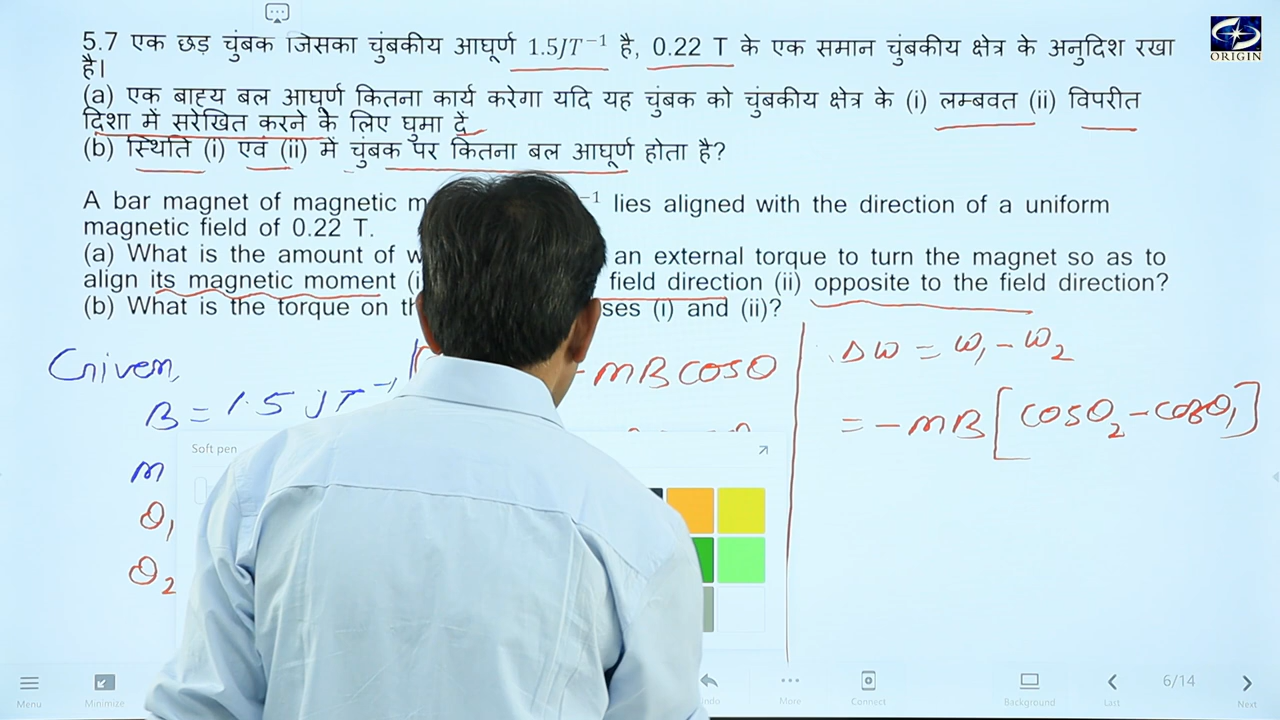 5.7 एक छड़ चुंबक जिसका चुंबकीय आघूर्ण 1.5JT⁻¹ है, 0.22 T के एक समान चुंबकीय क्षेत्र के अनुदिश रखा
है।
(a) एक बाह्य बल आघूर्ण कितना कार्य करेगा यदि यह चुंबक को चुंबकीय क्षेत्र के (i) लम्बवत (ii) विपरीत
दिशा में सरेखित करने के लिए घुमा दें
(b) स्थिति (i) एवं (ii) में चुंबक पर कितना बल आघूर्ण होता है?
A bar magnet of magnetic ⁻¹ lies aligned with the direction of a uniform
magnetic field of 0.22 T.
(a) What is the amount of an external torque to turn the magnet so as to
align its magnetic moment field direction (ii) opposite to the field direction?
(b) What is the torque on (i) and (ii)?
Given,
B = 1.5 JT⁻¹
m
θ₁
θ₂
- mB cosθ
ΔW = W₁ - W₂
= - mB [cosθ₂ - cosθ₁]
Soft pen
ORIGIN
Menu
Minimize
More
Connect
Background
Last
6/14
Next